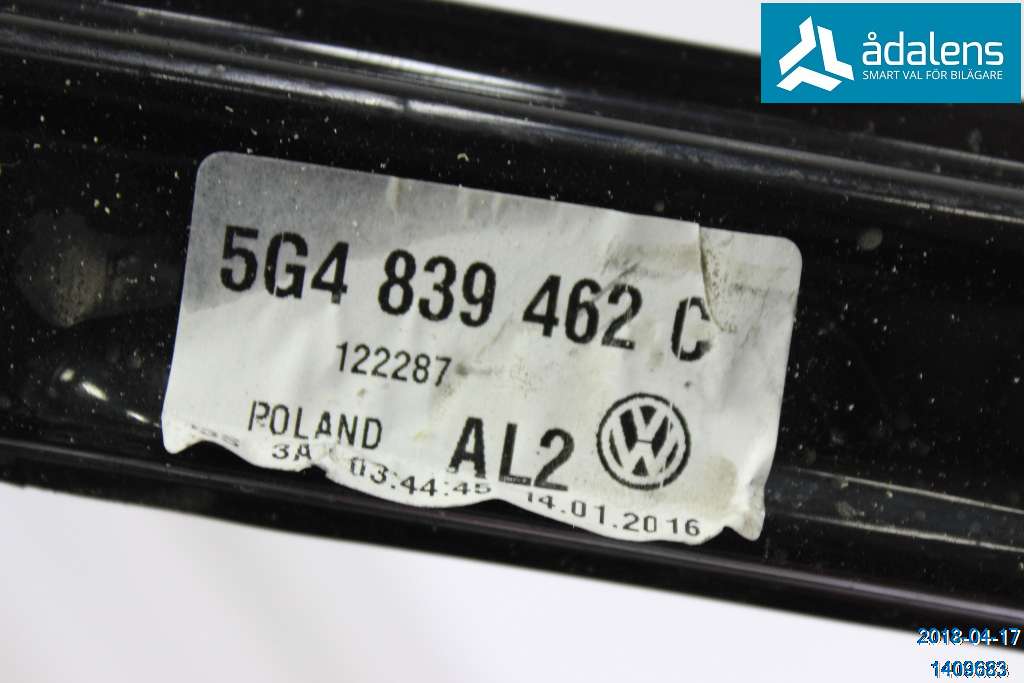 ådalens
SMART VAL FÖR BILÄGARE
5G4 839 462 C
122287
POLAND
AL2
3A 03:44:45 14.01.2016
2018-04-17